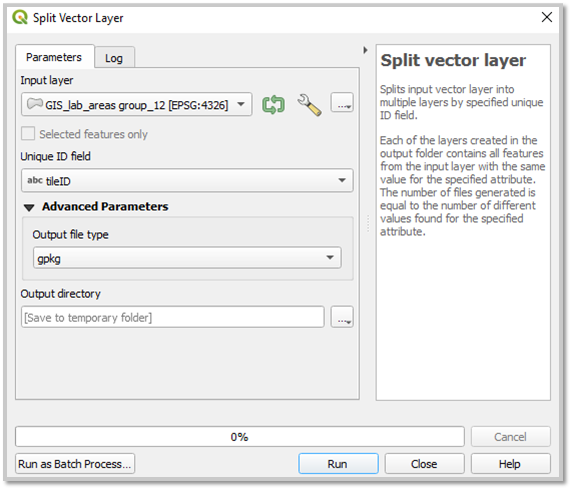 Split Vector Layer
Parameters
Log
Input layer
GIS_lab_areas group_12 [EPSG:4326]
...
Selected features only
Unique ID field
abc tileID
Advanced Parameters
Output file type
gpkg
Output directory
[Save to temporary folder]
...
Split vector layer
Splits input vector layer into
multiple layers by specified unique
ID field.
Each of the layers created in the
output folder contains all features
from the input layer with the same
value for the specified attribute.
The number of files generated is
equal to the number of different
values found for the specified
attribute.
0%
Cancel
Run as Batch Process...
Run
Close
Help